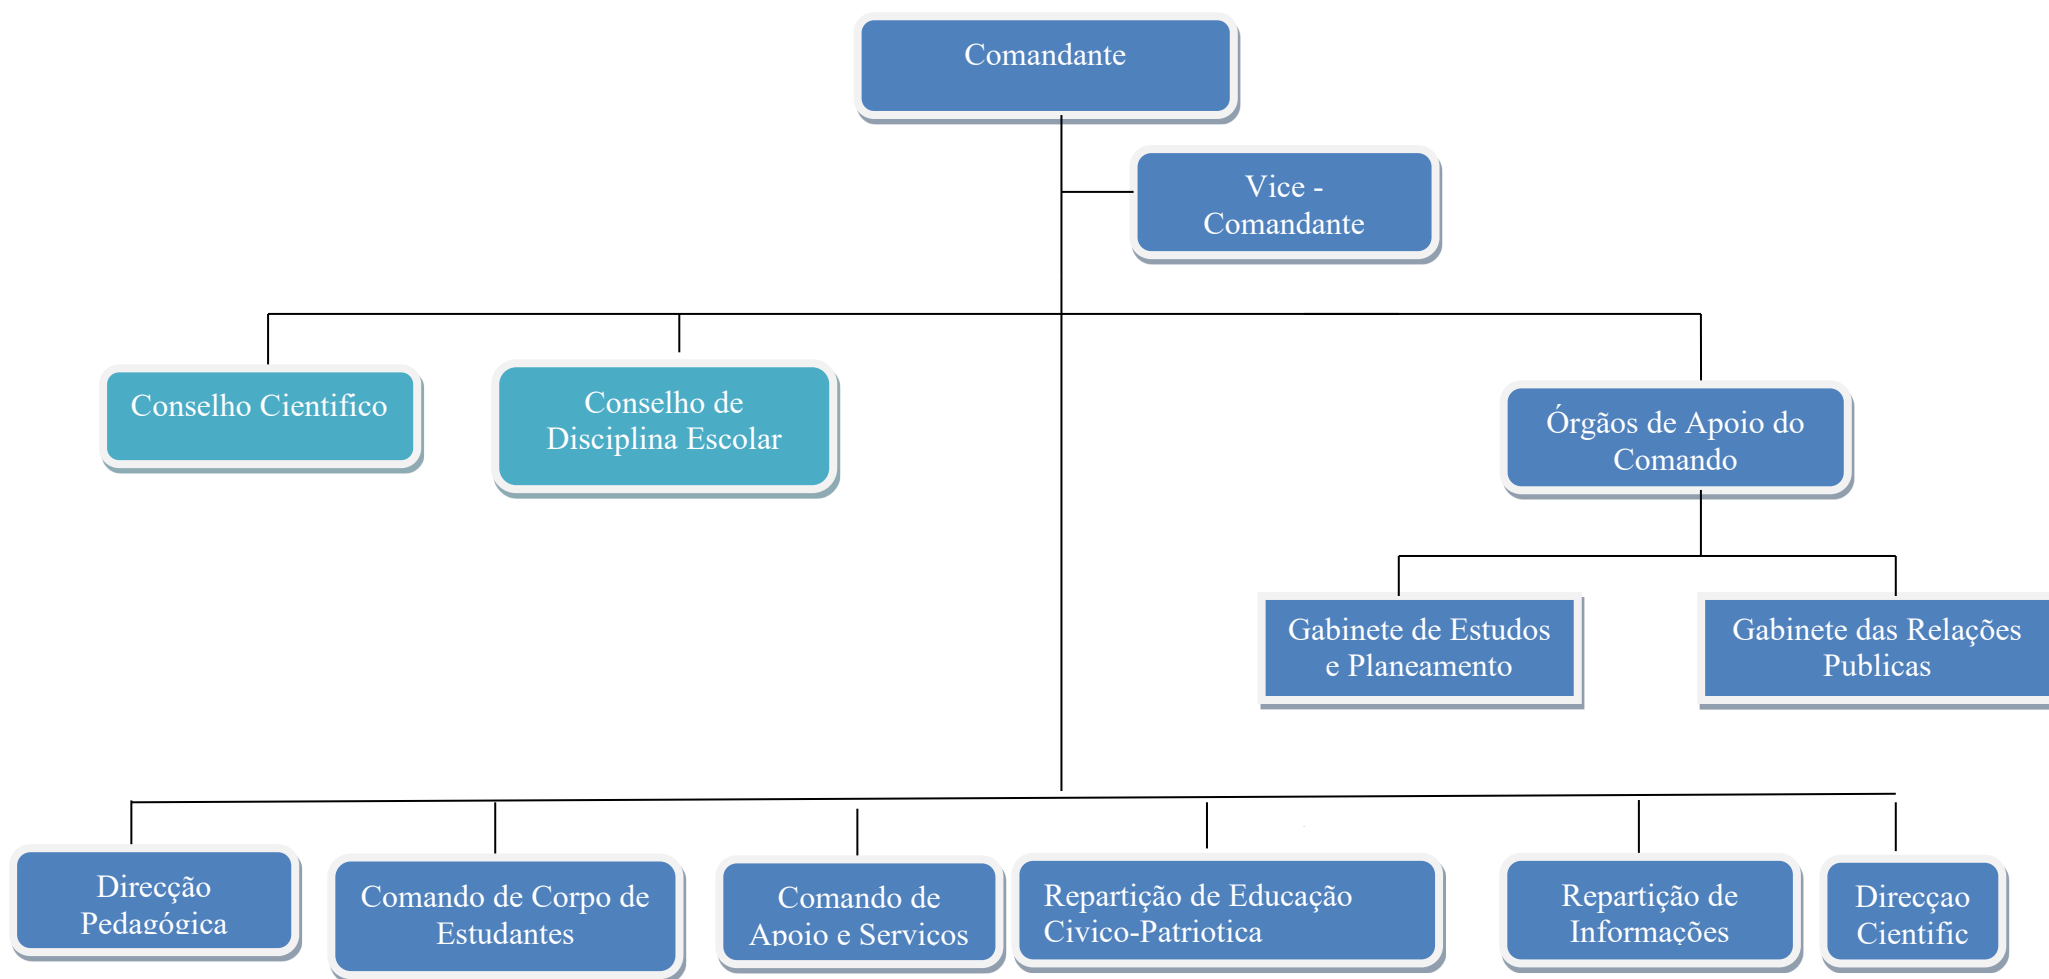 Comandante
Vice -
Comandante
Conselho Cientifico
Conselho de
Disciplina Escolar
Órgãos de Apoio do
Comando
Gabinete de Estudos
e Planeamento
Gabinete das Relações
Publicas
Direcção
Pedagógica
Comando de Corpo de
Estudantes
Comando de
Apoio e Serviços
Repartição de Educação
Civico-Patriotica
Repartição de
Informações
Direcçao
Cientific